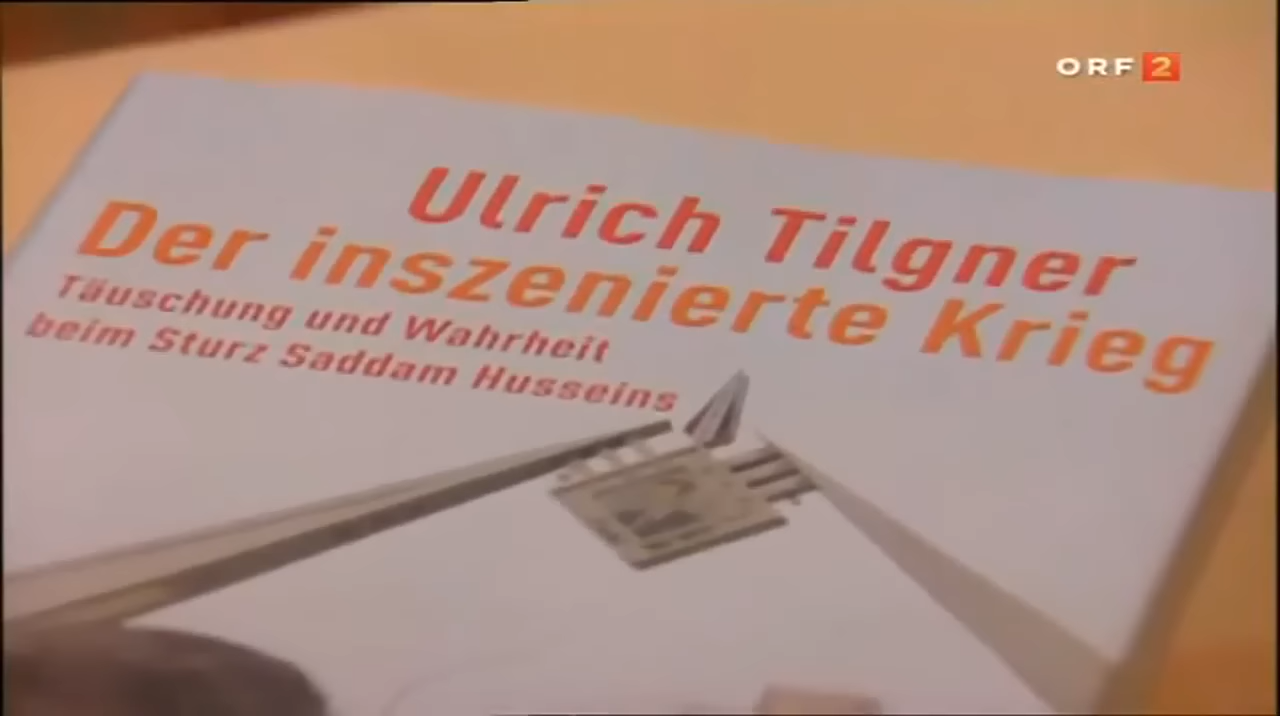 ORF 2
Ulrich Tilgner
Der inszenierte Krieg
Täuschung und Wahrheit
beim Sturz Saddam Husseins